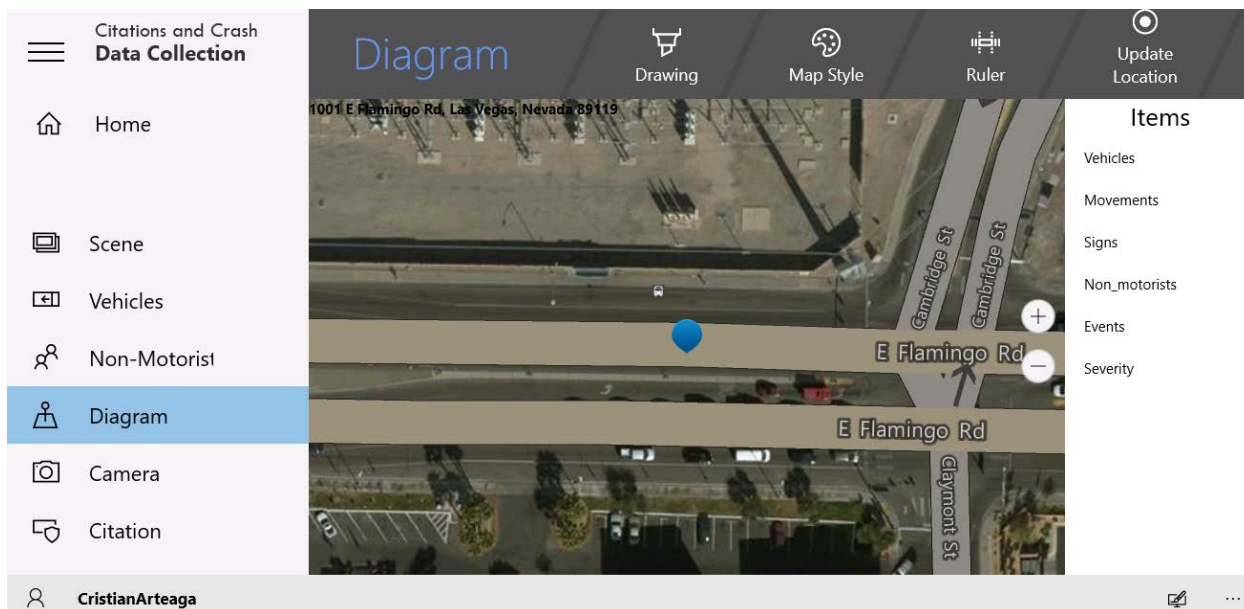 Citations and Crash
Data Collection
Home
Scene
Vehicles
Non-Motorist
Diagram
Camera
Citation
Diagram
Drawing
Map Style
Ruler
Update
Location
1001 E Flamingo Rd, Las Vegas, Nevada 89119
Cambridge St
Cambridge St
E Flamingo Rd
E Flamingo Rd
Claymont St
Items
Vehicles
Movements
Signs
Non_motorists
Events
Severity
CristianArteaga